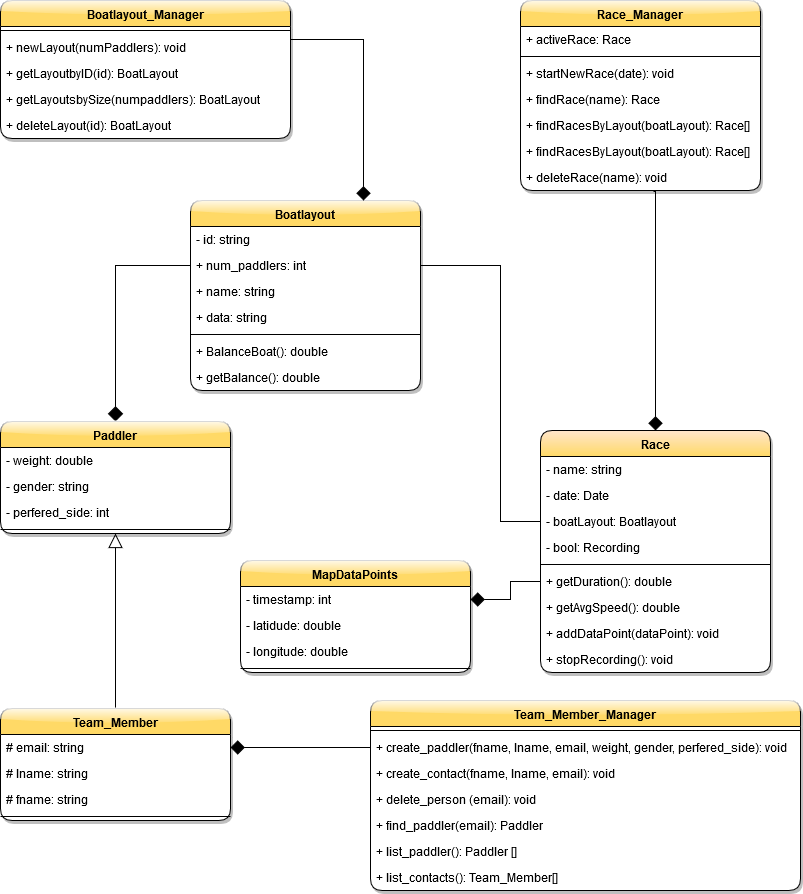 Boatlayout_Manager
+ newLayout(numPaddlers): void
+ getLayoutbyID(id): BoatLayout
+ getLayoutsbySize(numpaddlers): BoatLayout
+ deleteLayout(id): BoatLayout
Race_Manager
+ activeRace: Race
+ startNewRace(date): void
+ findRace(name): Race
+ findRacesByLayout(boatLayout): Race[]
+ findRacesByLayout(boatLayout): Race[]
+ deleteRace(name): void
Boatlayout
- id: string
+ num_paddlers: int
+ name: string
+ data: string
+ BalanceBoat(): double
+ getBalance(): double
Paddler
- weight: double
- gender: string
- perfered_side: int
Race
- name: string
- date: Date
- boatLayout: Boatlayout
- bool: Recording
+ getDuration(): double
+ getAvgSpeed(): double
+ addDataPoint(dataPoint): void
+ stopRecording(): void
MapDataPoints
- timestamp: int
- latidude: double
- longitude: double
Team_Member
# email: string
# lname: string
# fname: string
Team_Member_Manager
+ create_paddler(fname, lname, email, weight, gender, perfered_side): void
+ create_contact(fname, lname, email): void
+ delete_person (email): void
+ find_paddler(email): Paddler
+ list_paddler(): Paddler []
+ list_contacts(): Team_Member[]